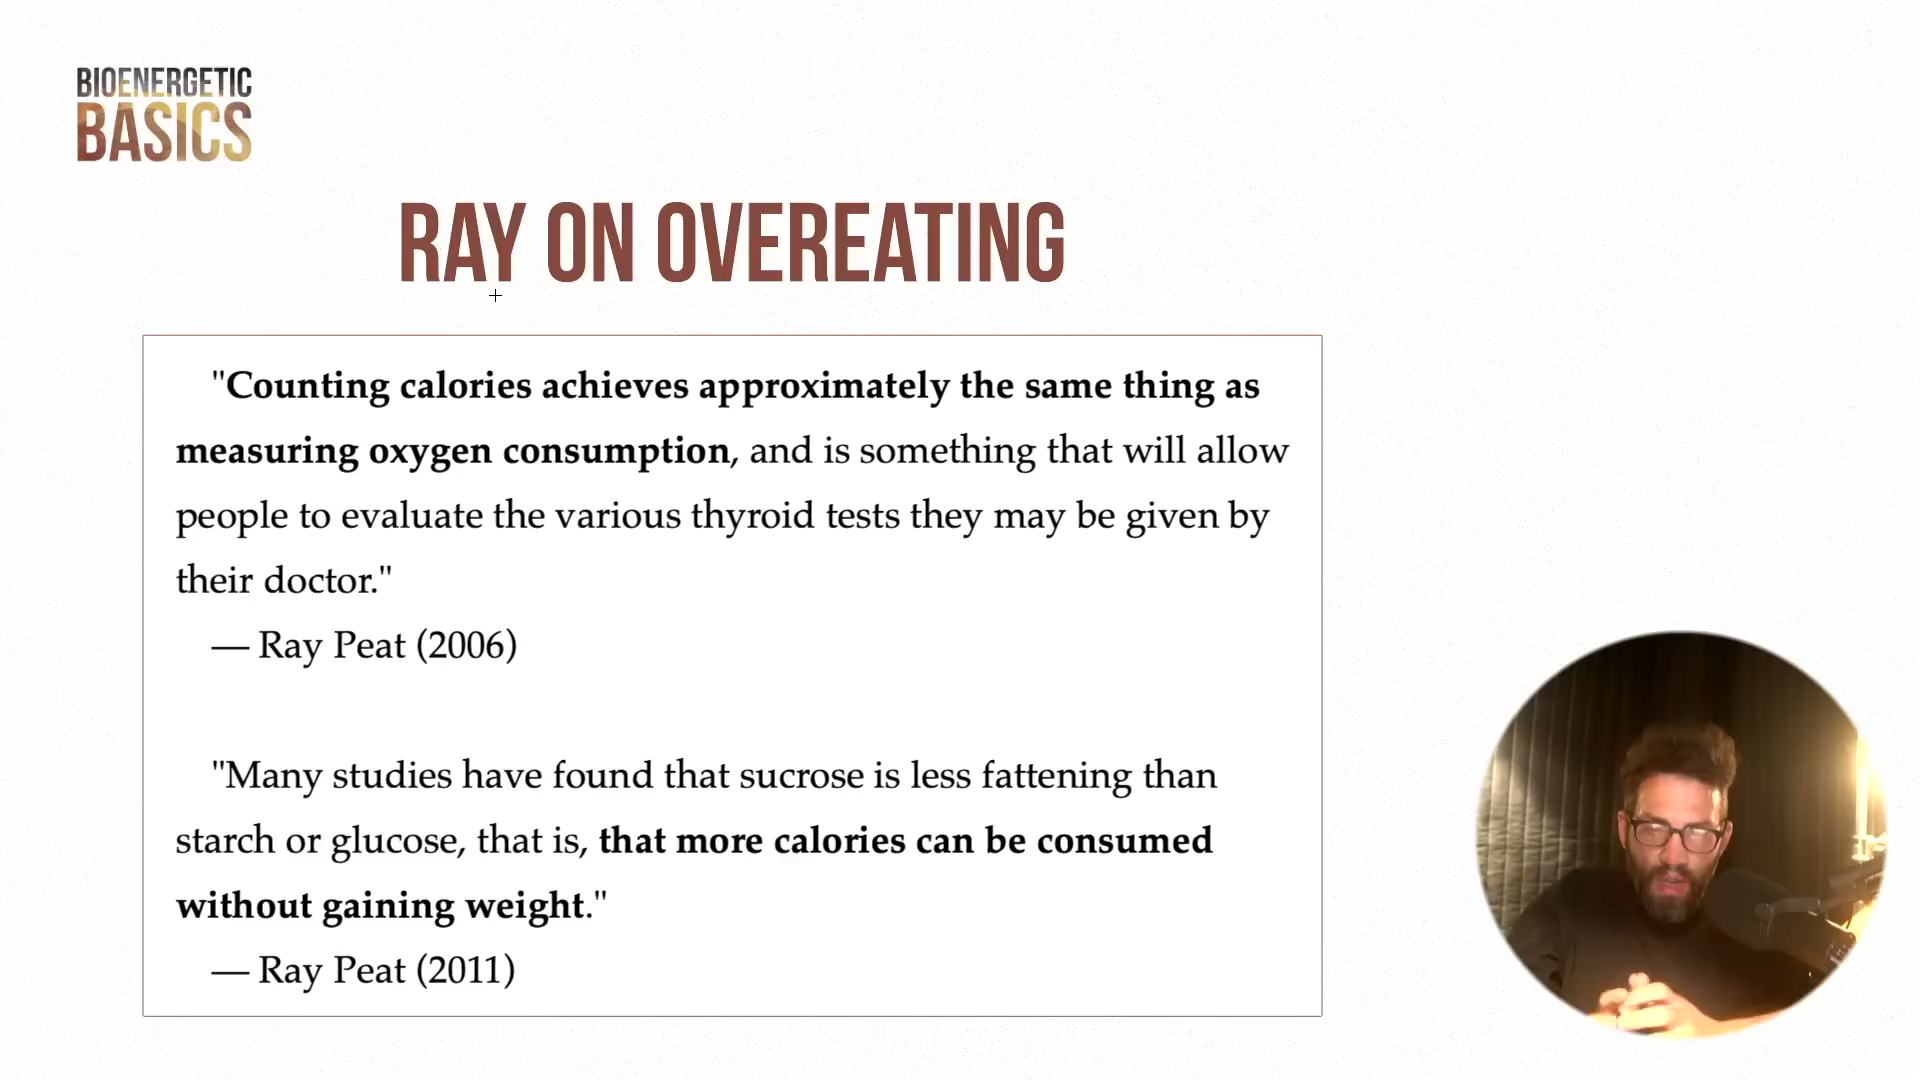 BIOENERGETIC
BASICS
RAY ON OVEREATING
"Counting calories achieves approximately the same thing as
measuring oxygen consumption, and is something that will allow
people to evaluate the various thyroid tests they may be given by
their doctor."
— Ray Peat (2006)
"Many studies have found that sucrose is less fattening than
starch or glucose, that is, that more calories can be consumed
without gaining weight."
— Ray Peat (2011)